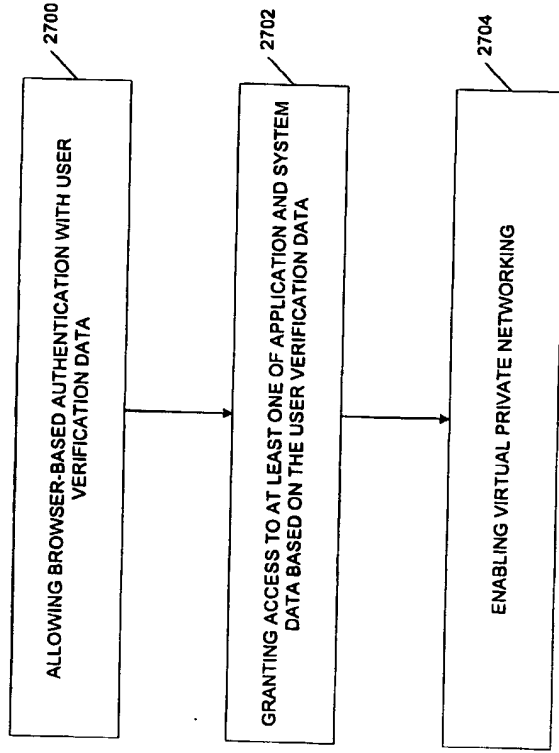 2700
ALLOWING BROWSER-BASED AUTHENTICATION WITH USER
VERIFICATION DATA
2702
GRANTING ACCESS TO AT LEAST ONE OF APPLICATION AND SYSTEM
DATA BASED ON THE USER VERIFICATION DATA
2704
ENABLING VIRTUAL PRIVATE NETWORKING